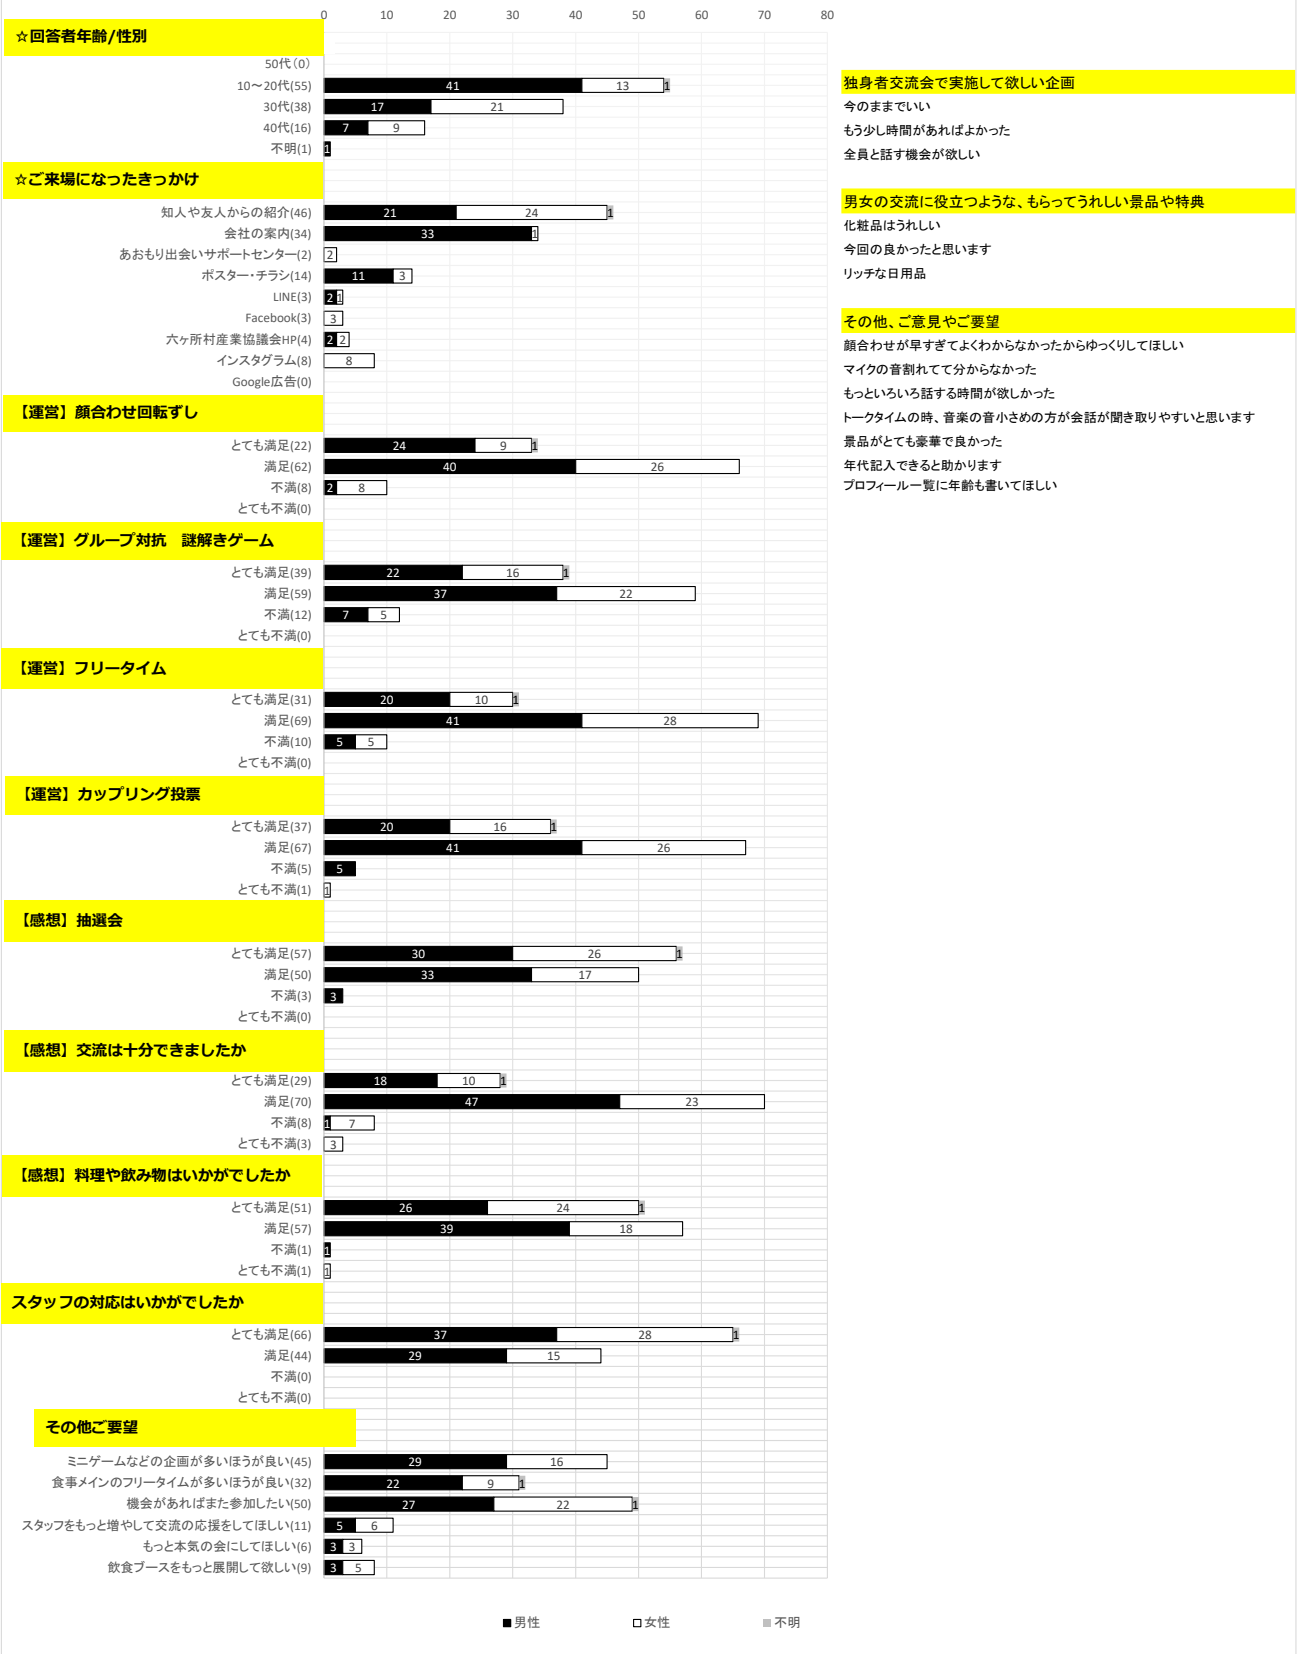 0 10 20 30 40 50 60 70 80
☆回答者年齢/性別
50代(0)
10～20代(55) 41 13 1
30代(38) 17 21
40代(16) 7 9
不明(1) 1
☆ご来場になったきっかけ
知人や友人からの紹介(46) 21 24 1
会社の案内(34) 33 1
あおもり出会いサポートセンター(2) 2
ポスター・チラシ(14) 11 3
LINE(3) 2 1
Facebook(3) 3
六ヶ所村産業協議会HP(4) 2 2
インスタグラム(8) 8
Google広告(0)
【運営】顔合わせ回転ずし
とても満足(22) 24 9 1
満足(62) 40 26
不満(8) 2 8
とても不満(0)
【運営】グループ対抗　謎解きゲーム
とても満足(39) 22 16 1
満足(59) 37 22
不満(12) 7 5
とても不満(0)
【運営】フリータイム
とても満足(31) 20 10 1
満足(69) 41 28
不満(10) 5 5
とても不満(0)
【運営】カップリング投票
とても満足(37) 20 16 1
満足(67) 41 26
不満(5) 5
とても不満(1) 1
【感想】抽選会
とても満足(57) 30 26 1
満足(50) 33 17
不満(3) 3
とても不満(0)
【感想】交流は十分できましたか
とても満足(29) 18 10 1
満足(70) 47 23
不満(8) 1 7
とても不満(3) 3
【感想】料理や飲み物はいかがでしたか
とても満足(51) 26 24 1
満足(57) 39 18
不満(1) 1
とても不満(1) 1
スタッフの対応はいかがでしたか
とても満足(66) 37 28 1
満足(44) 29 15
不満(0)
とても不満(0)
その他ご要望
ミニゲームなどの企画が多いほうが良い(45) 29 16
食事メインのフリータイムが多いほうが良い(32) 22 9 1
機会があればまた参加したい(50) 27 22 1
スタッフをもっと増やして交流の応援をしてほしい(11) 5 6
もっと本気の会にしてほしい(6) 3 3
飲食ブースをもっと展開して欲しい(9) 3 5
男性 女性 不明
独身者交流会で実施して欲しい企画
今のままでいい
もう少し時間があればよかった
全員と話す機会が欲しい
男女の交流に役立つような、もらってうれしい景品や特典
化粧品はうれしい
今回の良かったと思います
リッチな日用品
その他、ご意見やご要望
顔合わせが早すぎてよくわからなかったからゆっくりしてほしい
マイクの音割れてて分からなかった
もっといろいろ話する時間が欲しかった
トークタイムの時、音楽の音小さめの方が会話が聞き取りやすいと思います
景品がとても豪華で良かった
年代記入できると助かります
プロフィール一覧に年齢も書いてほしい